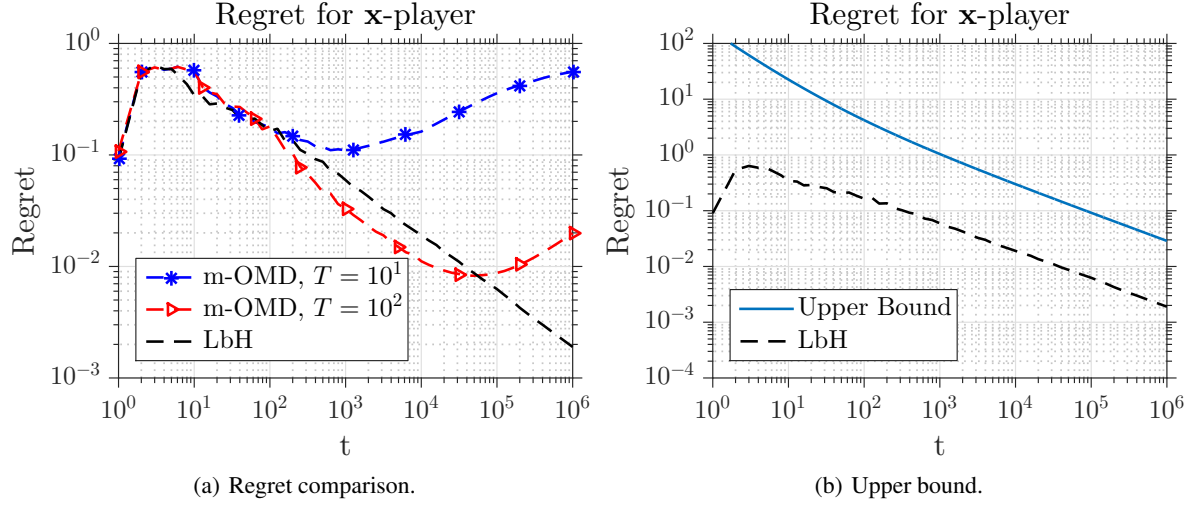 Regret for x-player
Regret
10^0
10^-1
10^-2
10^-3
m-OMD, T = 10^1
m-OMD, T = 10^2
LbH
10^0 10^1 10^2 10^3 10^4 10^5 10^6
t
(a) Regret comparison.
Regret for x-player
Regret
10^2
10^1
10^0
10^-1
10^-2
10^-3
10^-4
Upper Bound
LbH
10^0 10^1 10^2 10^3 10^4 10^5 10^6
t
(b) Upper bound.